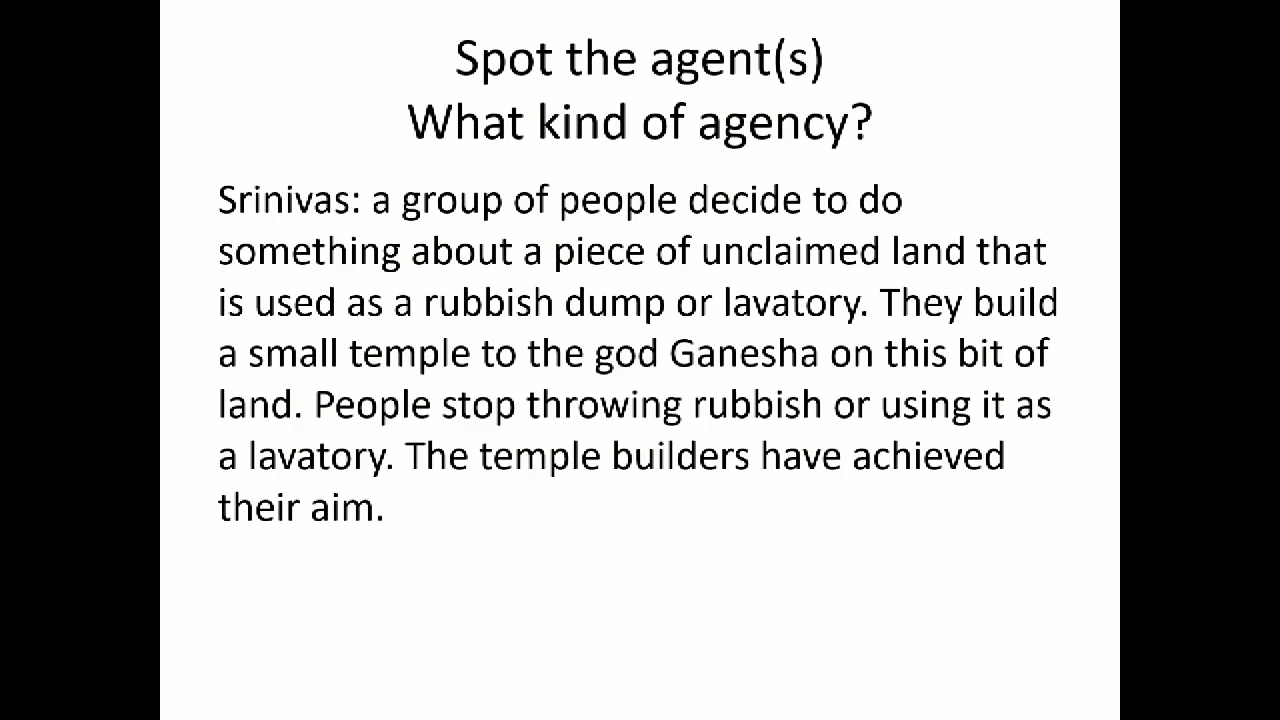 Spot the agent(s)
What kind of agency?
Srinivas: a group of people decide to do
something about a piece of unclaimed land that
is used as a rubbish dump or lavatory. They build
a small temple to the god Ganesha on this bit of
land. People stop throwing rubbish or using it as
a lavatory. The temple builders have achieved
their aim.